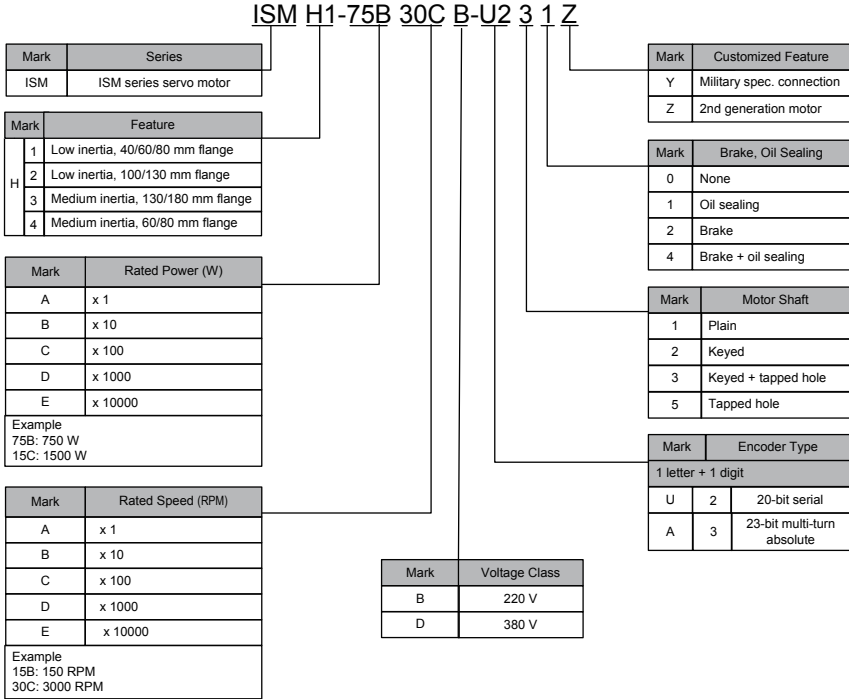 ISM H1-75B 30C B-U2 3 1 Z
Mark Series
ISM ISM series servo motor
Mark Feature
H
1 Low inertia, 40/60/80 mm flange
2 Low inertia, 100/130 mm flange
3 Medium inertia, 130/180 mm flange
4 Medium inertia, 60/80 mm flange
Mark Rated Power (W)
A x 1
B x 10
C x 100
D x 1000
E x 10000
Example
75B: 750 W
15C: 1500 W
Mark Rated Speed (RPM)
A x 1
B x 10
C x 100
D x 1000
E x 10000
Example
15B: 150 RPM
30C: 3000 RPM
Mark Voltage Class
B 220 V
D 380 V
Mark Customized Feature
Y Military spec. connection
Z 2nd generation motor
Mark Brake, Oil Sealing
0 None
1 Oil sealing
2 Brake
4 Brake + oil sealing
Mark Motor Shaft
1 Plain
2 Keyed
3 Keyed + tapped hole
5 Tapped hole
Mark Encoder Type
1 letter + 1 digit
U 2 20-bit serial
A 3 23-bit multi-turn
absolute